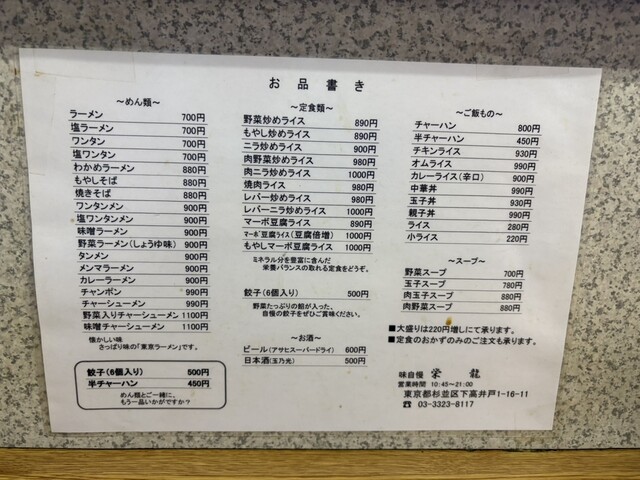 お品書き
～めん類～
ラーメン 700円
塩ラーメン 700円
ワンタン 700円
塩ワンタン 700円
わかめラーメン 880円
もやしそば 880円
焼きそば 880円
ワンタンメン 900円
塩ワンタンメン 900円
味噌ラーメン 900円
野菜ラーメン(しょうゆ味) 900円
タンメン 900円
メンマラーメン 900円
カレーラーメン 900円
チャンポン 990円
チャーシューメン 990円
野菜入りチャーシューメン 1100円
味噌チャーシューメン 1100円
懐かしい味
さっぱり味の「東京ラーメン」です。
餃子(6個入り) 500円
半チャーハン 450円
めん類とご一緒に、
もう一品いかがですか？
～定食類～
野菜炒めライス 890円
もやし炒めライス 890円
ニラ炒めライス 900円
肉野菜炒めライス 980円
肉ニラ炒めライス 1000円
焼肉ライス 980円
レバー炒めライス 980円
レバーニラ炒めライス 1000円
マーボ豆腐ライス 890円
マーボ豆腐ライス(豆腐倍増) 1000円
もやしマーボ豆腐ライス 1000円
ミネラル分を豊富に含んだ
栄養バランスの取れる定食をどうぞ。
餃子(6個入り) 500円
野菜たっぷりの餡が入った、
自慢の餃子をぜひご賞味ください。
～お酒～
ビール(アサヒスーパードライ) 600円
日本酒(玉乃光) 500円
～ご飯もの～
チャーハン 800円
半チャーハン 450円
チキンライス 930円
オムライス 990円
カレーライス(辛口) 900円
中華丼 990円
玉子丼 930円
親子丼 990円
ライス 280円
小ライス 220円
～スープ～
野菜スープ 700円
玉子スープ 780円
肉玉子スープ 880円
肉野菜スープ 880円
■大盛りは220円増しにて承ります。
■定食のおかずのみのご注文も承ります。
味自慢 栄龍
営業時間 10:45～21:00
東京都杉並区下高井戸1-16-11
☎ 03-3323-8117